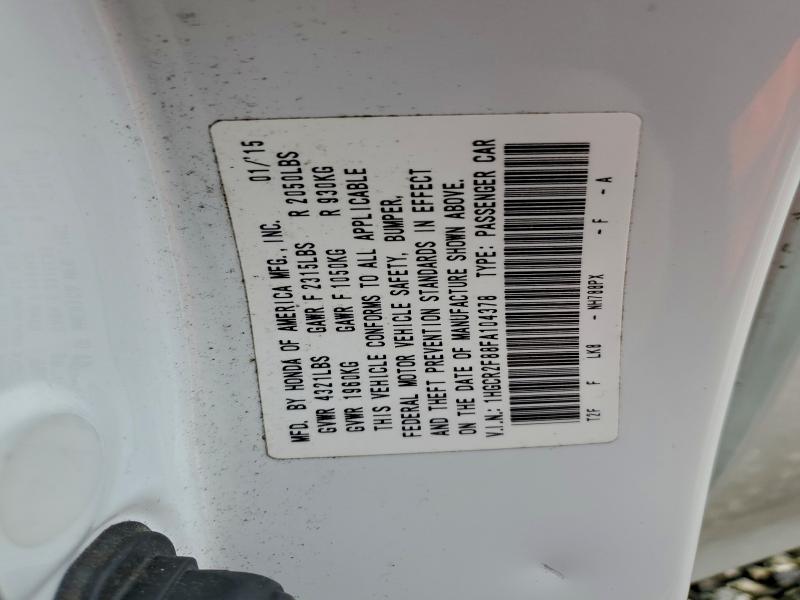 MFD. BY HONDA OF AMERICA MFG., INC. 01/'15
GVWR 4321LBS GAWR F 2315LBS R 2050LBS
GVWR 1960KG GAWR F 1050KG R 930KG
THIS VEHICLE CONFORMS TO ALL APPLICABLE
FEDERAL MOTOR VEHICLE SAFETY, BUMPER,
AND THEFT PREVENTION STANDARDS IN EFFECT
ON THE DATE OF MANUFACTURE SHOWN ABOVE.
V.I.N.: 1HGCR2F88FA104378 TYPE: PASSENGER CAR
T2F F LK8 - NH788PX - F - A